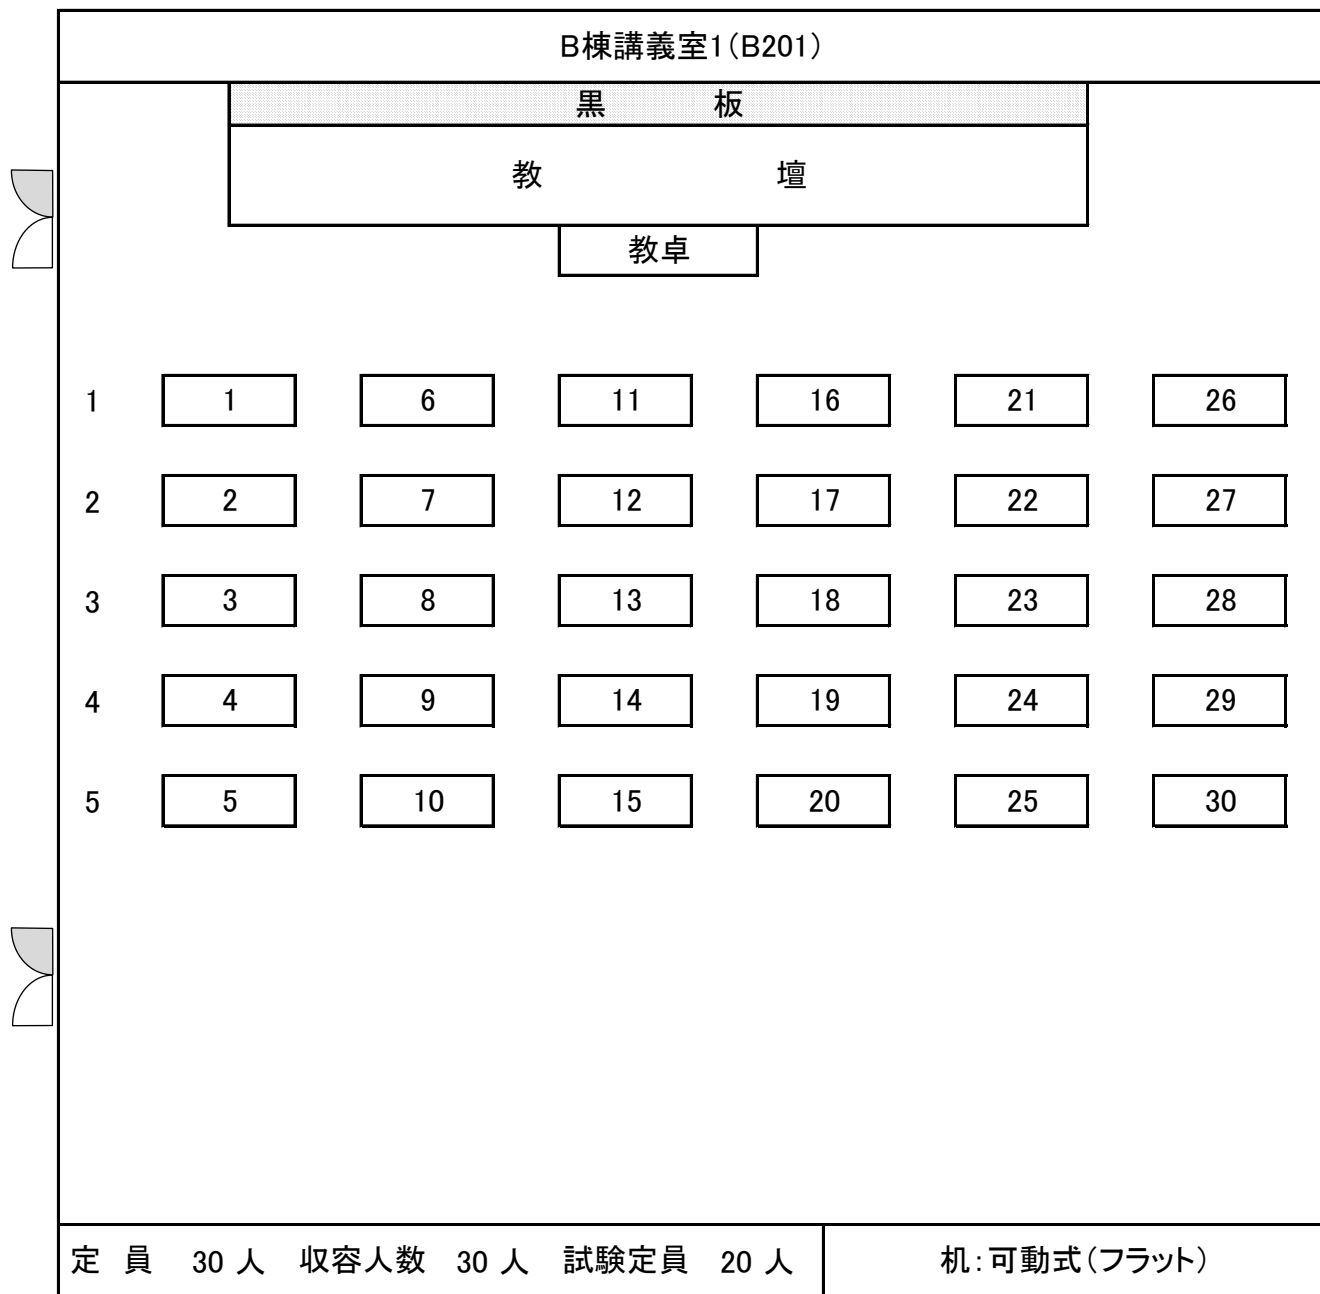 B棟講義室1(B201)
黒 板
教 壇
教卓
1 1 6 11 16 21 26
2 2 7 12 17 22 27
3 3 8 13 18 23 28
4 4 9 14 19 24 29
5 5 10 15 20 25 30
定 員 30 人 収容人数 30 人 試験定員 20 人 机:可動式(フラット)